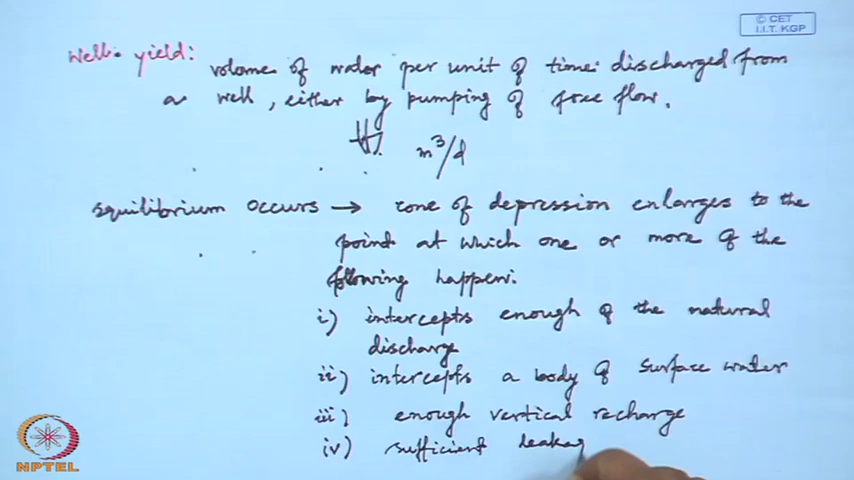 © CET
I.I.T. KGP
Well yield:
volume of water per unit of time discharged from
a well, either by pumping of free flow.
m³/d
equilibrium occurs → cone of depression enlarges to the
point at which one or more of the
following happen:
i) intercepts enough of the natural
discharge
ii) intercepts a body of surface water
iii) enough vertical recharge
iv) sufficient leakag
NPTEL